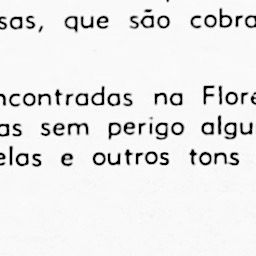 sas, que são cobra
ncontradas na Flore
as sem perigo algu
elas e outros tons